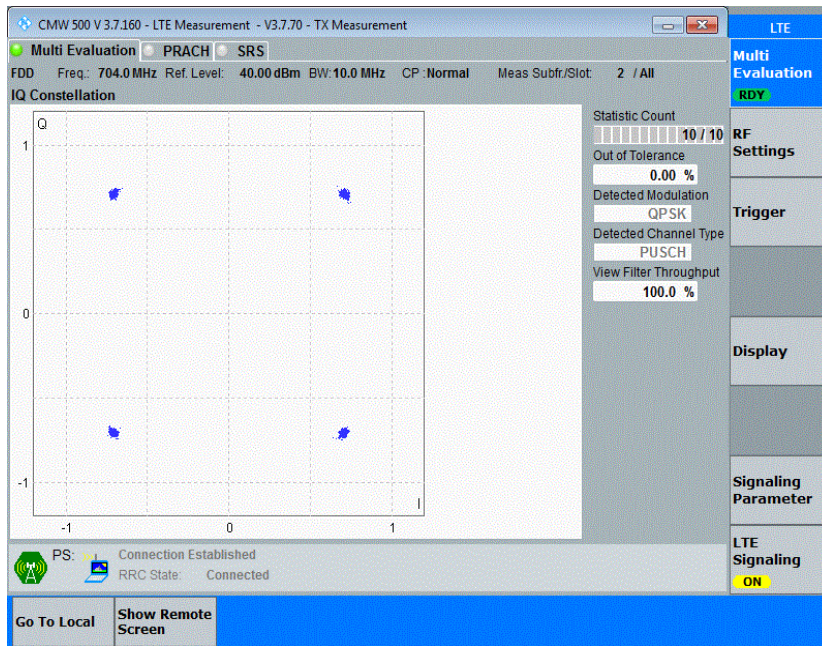 CMW 500 V 3.7.160 - LTE Measurement - V3.7.70 - TX Measurement
LTE
Multi Evaluation PRACH SRS
Multi
Evaluation
RDY
FDD Freq.: 704.0 MHz Ref. Level: 40.00 dBm BW: 10.0 MHz CP : Normal Meas Subfr/Slot: 2 / All
IQ Constellation
Q
1
0
-1
I
-1 0 1
Statistic Count
10 / 10
Out of Tolerance
0.00 %
Detected Modulation
QPSK
Detected Channel Type
PUSCH
View Filter Throughput
100.0 %
RF
Settings
Trigger
Display
Signaling
Parameter
LTE
Signaling
ON
PS: Connection Established
RRC State: Connected
Go To Local
Show Remote
Screen